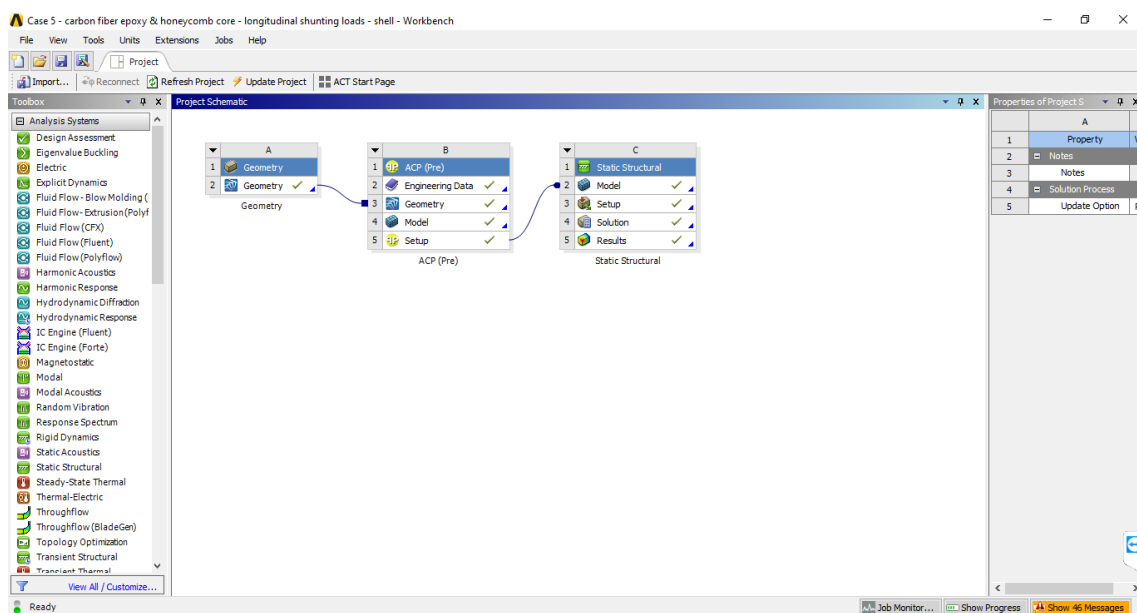 Case 5 - carbon fiber epoxy & honeycomb core - longitudinal shunting loads - shell - Workbench
File View Tools Units Extensions Jobs Help
Project
Import... Reconnect Refresh Project Update Project ACT Start Page
Toolbox
Analysis Systems
Design Assessment
Eigenvalue Buckling
Electric
Explicit Dynamics
Fluid Flow - Blow Molding (
Fluid Flow - Extrusion (Polyf
Fluid Flow (CFX)
Fluid Flow (Fluent)
Fluid Flow (Polyflow)
Harmonic Acoustics
Harmonic Response
Hydrodynamic Diffraction
Hydrodynamic Response
IC Engine (Fluent)
IC Engine (Forte)
Magnetostatic
Modal
Modal Acoustics
Random Vibration
Response Spectrum
Rigid Dynamics
Static Acoustics
Static Structural
Steady-State Thermal
Thermal-Electric
Throughflow
Throughflow (BladeGen)
Topology Optimization
Transient Structural
Transient Thermal
View All / Customize...
Project Schematic
A
1 Geometry
2 Geometry
Geometry
B
1 ACP (Pre)
2 Engineering Data
3 Geometry
4 Model
5 Setup
ACP (Pre)
C
1 Static Structural
2 Model
3 Setup
4 Solution
5 Results
Static Structural
Properties of Project S
A
1 Property
2 Notes
3 Notes
4 Solution Process
5 Update Option
Ready
Job Monitor... Show Progress Show 46 Messages